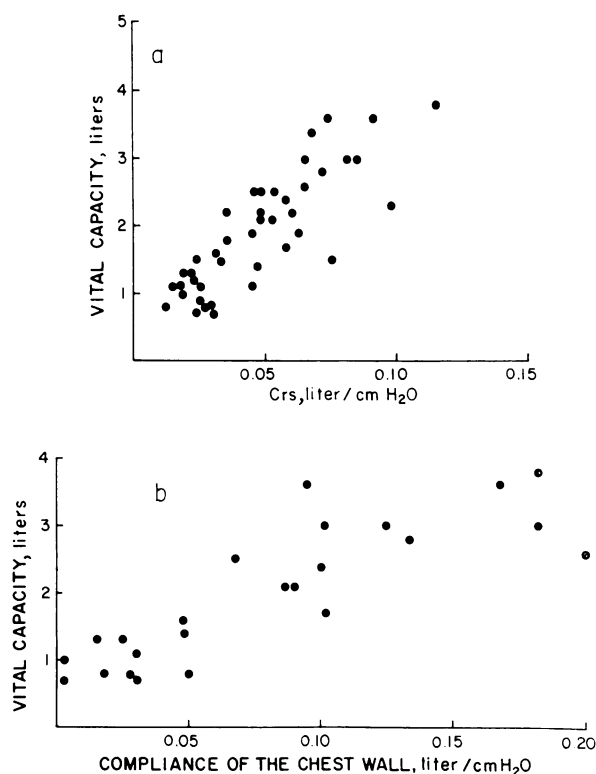 5
a
4
3
2
1
VITAL CAPACITY, liters
0.05
0.10
0.15
Crs, liter/cm H2O
4
b
3
2
1
VITAL CAPACITY, liters
0.05
0.10
0.15
0.20
COMPLIANCE OF THE CHEST WALL, liter/cmH2O